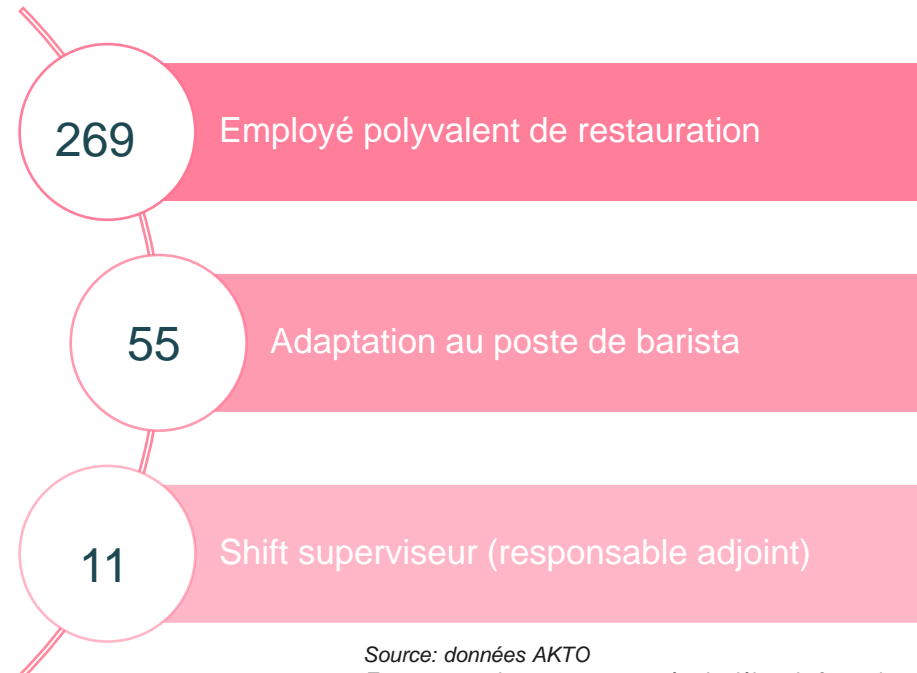 269
Employé polyvalent de restauration
55
Adaptation au poste de barista
11
Shift superviseur (responsable adjoint)
Source: données AKTO